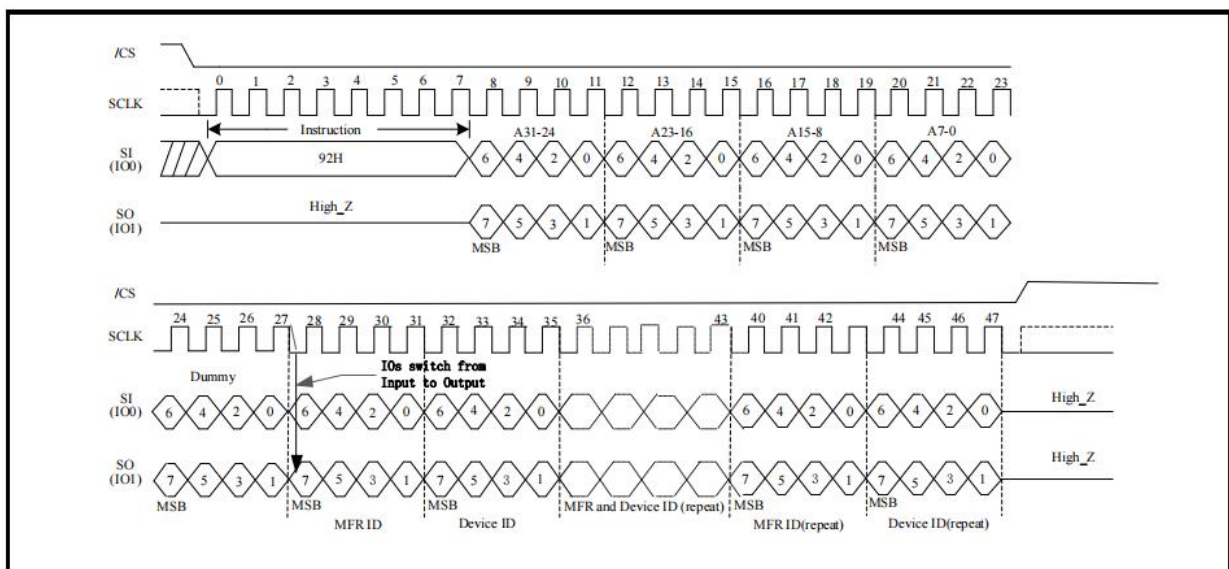 /CS
0 1 2 3 4 5 6 7 8 9 10 11 12 13 14 15 16 17 18 19 20 21 22 23
SCLK
Instruction A31-24 A23-16 A15-8 A7-0
SI
(IO0)
92H 6 4 2 0 6 4 2 0 6 4 2 0 6 4 2 0
High_Z
SO
(IO1)
7 5 3 1 7 5 3 1 7 5 3 1 7 5 3 1
MSB MSB MSB MSB
/CS
24 25 26 27 28 29 30 31 32 33 34 35 36 43 40 41 42 44 45 46 47
SCLK
IOs switch from
Input to Output
Dummy
SI
(IO0)
6 4 2 0 6 4 2 0 6 4 2 0 6 4 2 0 6 4 2 0 High_Z
SO
(IO1)
7 5 3 1 7 5 3 1 7 5 3 1 7 5 3 1 7 5 3 1 High_Z
MSB MSB MSB MFR and Device ID (repeat) MSB MSB
MFR ID Device ID MFR ID(repeat) Device ID(repeat)